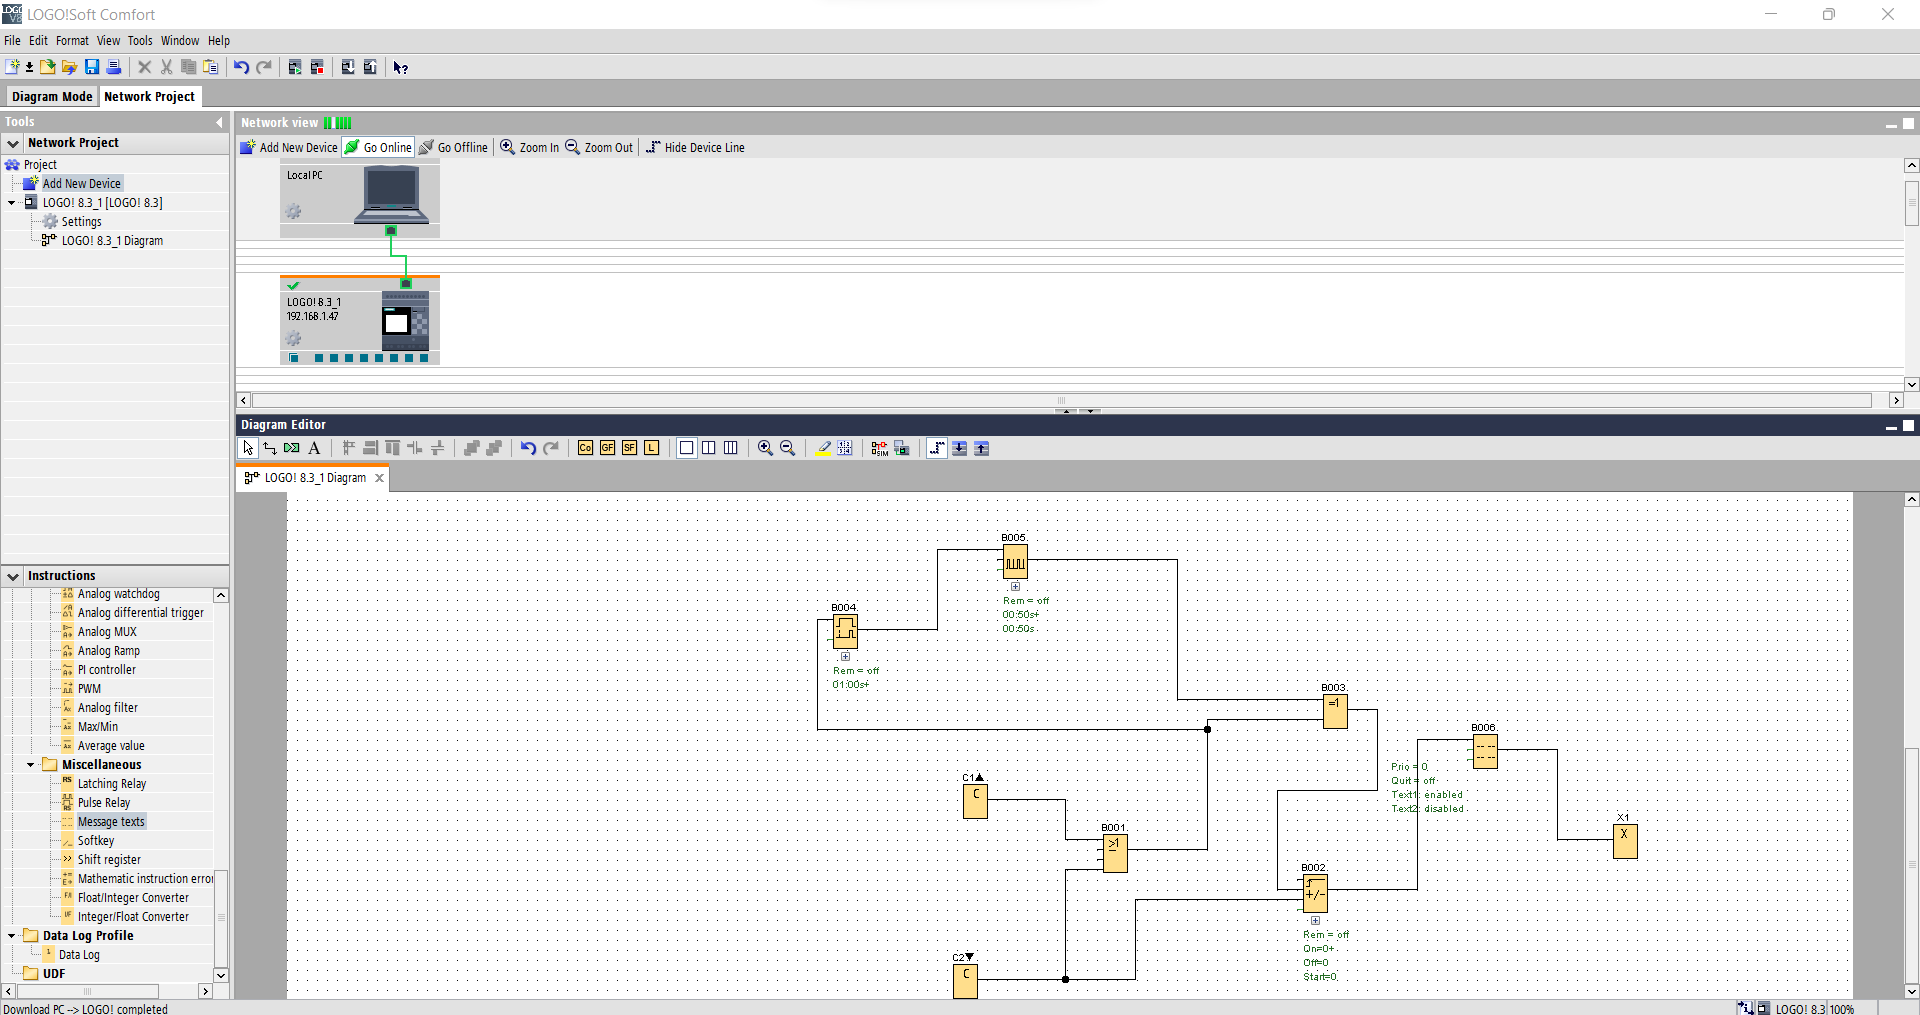 LOGO!Soft Comfort
File Edit Format View Tools Window Help
Diagram Mode Network Project
Tools
Network Project
Project
Add New Device
LOGO! 8.3_1 [LOGO! 8.3]
Settings
LOGO! 8.3_1 Diagram
Instructions
Analog watchdog
Analog differential trigger
Analog MUX
Analog Ramp
PI controller
PWM
Analog filter
Max/Min
Average value
Miscellaneous
Latching Relay
Pulse Relay
Message texts
Softkey
Shift register
Mathematic instruction error
Float/Integer Converter
Integer/Float Converter
Data Log Profile
Data Log
UDF
Network view
Add New Device Go Online Go Offline Zoom In Zoom Out Hide Device Line
Local PC
LOGO! 8.3_1
192.168.1.47
Diagram Editor
A Co GF SF L
LOGO! 8.3_1 Diagram
B005
Rem = off
00:50s+
00:50s
B004
Rem = off
01:00s+
B003
=1
B006
Prio = 0
Quit = off
Text1: enabled
Text2: disabled
C1▲
C
B001
≥1
X1
X
B002
+/-
Rem = off
On=0+
Off=0
Start=0
C2▼
C
Download PC --> LOGO! completed
LOGO! 8.3 100%